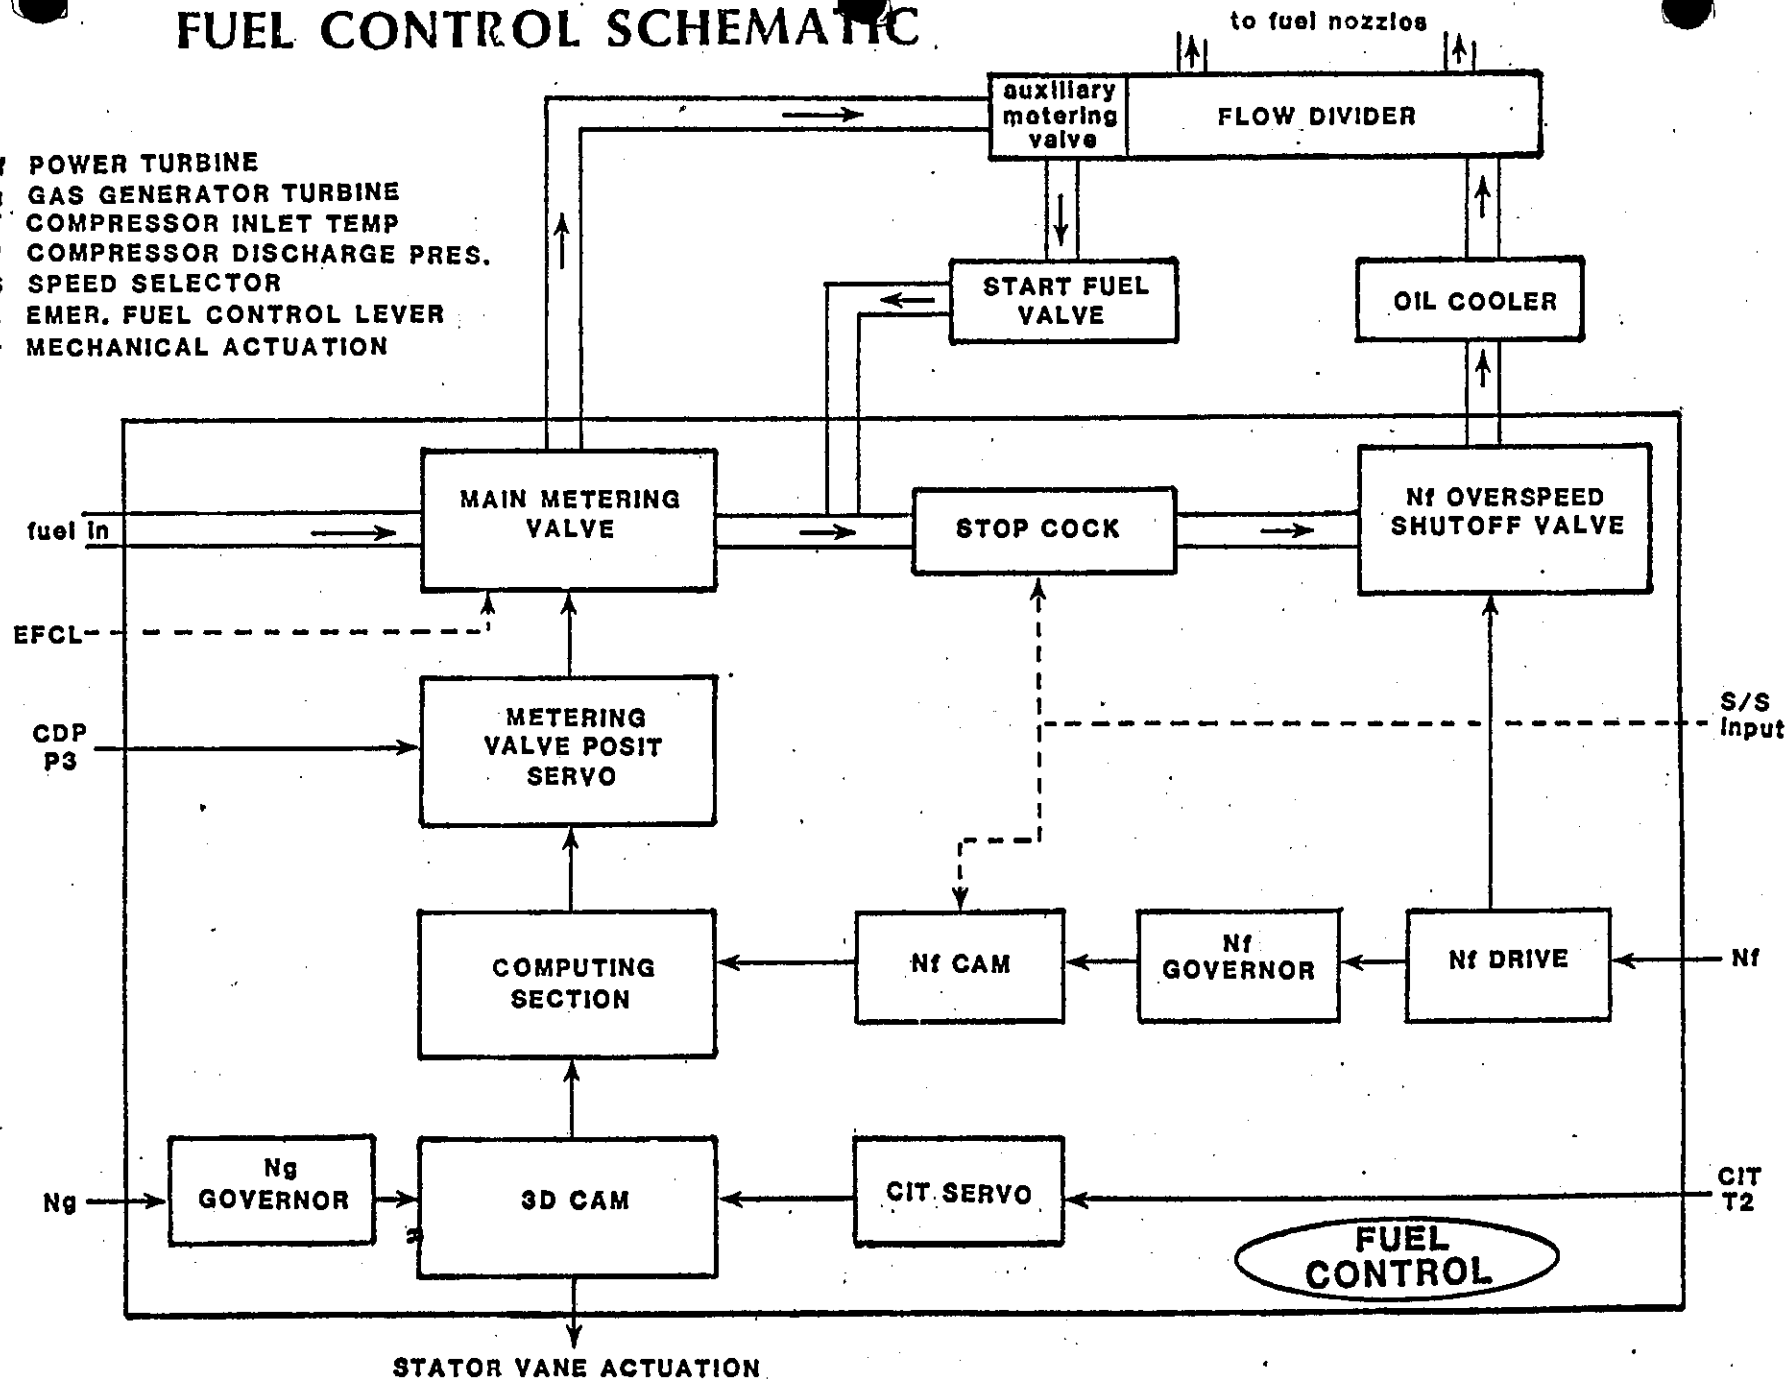 FUEL CONTROL SCHEMATIC
to fuel nozzles
auxiliary
metering
valve
FLOW DIVIDER
f POWER TURBINE
GAS GENERATOR TURBINE
COMPRESSOR INLET TEMP
COMPRESSOR DISCHARGE PRES.
S SPEED SELECTOR
EMER. FUEL CONTROL LEVER
MECHANICAL ACTUATION
START FUEL
VALVE
OIL COOLER
MAIN METERING
VALVE
STOP COCK
Nf OVERSPEED
SHUTOFF VALVE
fuel in
EFCL
METERING
VALVE POSIT
SERVO
CDP
P3
S/S
Input
COMPUTING
SECTION
Nf CAM
Nf
GOVERNOR
Nf DRIVE
Nf
Ng
Ng
GOVERNOR
3D CAM
CIT SERVO
CIT
T2
FUEL
CONTROL
STATOR VANE ACTUATION